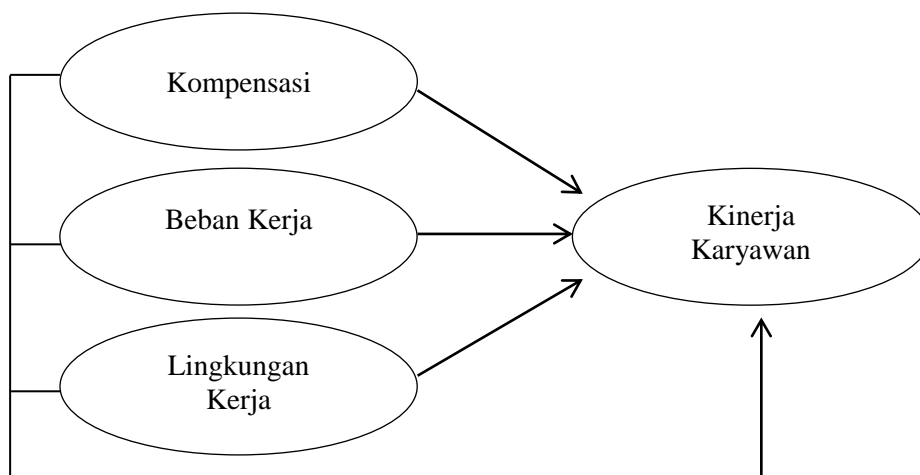 Kompensasi
Beban Kerja
Kinerja
Karyawan
Lingkungan
Kerja